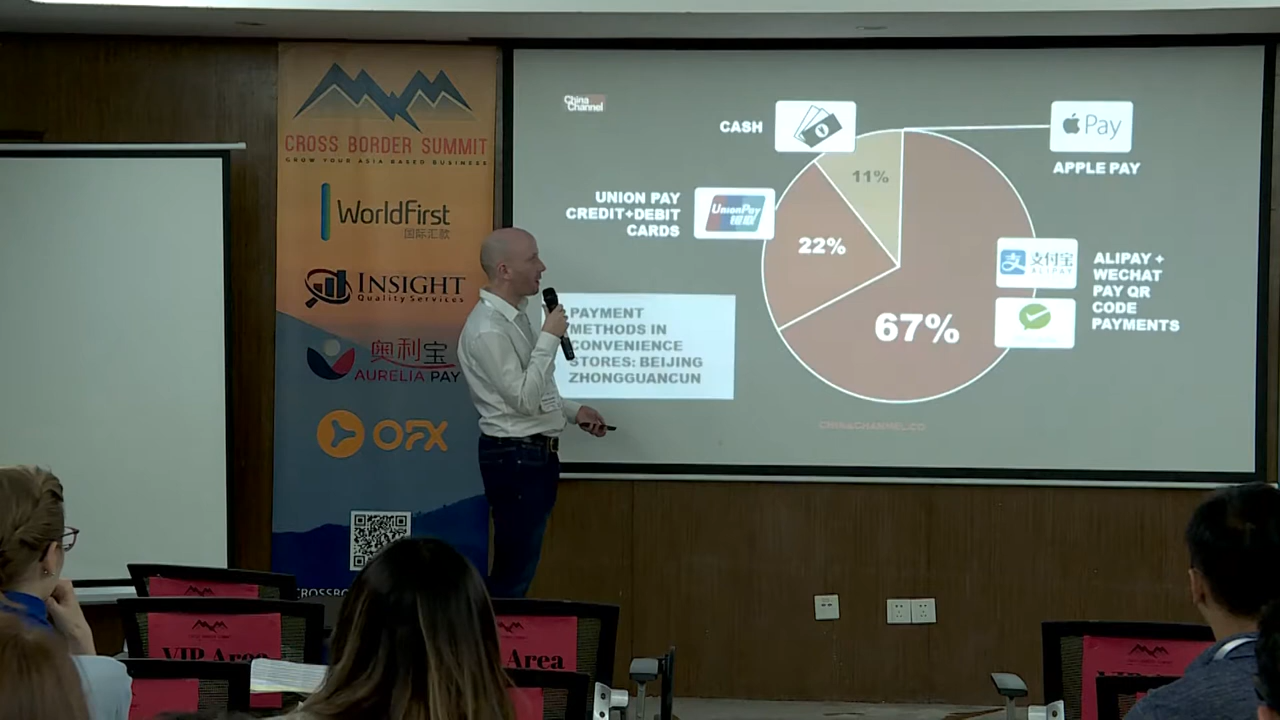 CROSS BORDER SUMMIT
GROW YOUR ASIA BASED BUSINESS
WorldFirst
国际汇款
INSIGHT
Quality Services
奥利宝
AURELIA PAY
OFX
China
Channel
CASH
Pay
APPLE PAY
11%
UNION PAY
CREDIT+DEBIT
CARDS
UnionPay
银联
22%
67%
支付宝
ALIPAY
ALIPAY +
WECHAT
PAY QR
CODE
PAYMENTS
PAYMENT
METHODS IN
CONVENIENCE
STORES: BEIJING
ZHONGGUANCUN
CHINACHANNEL.CO
VIP Area
Area